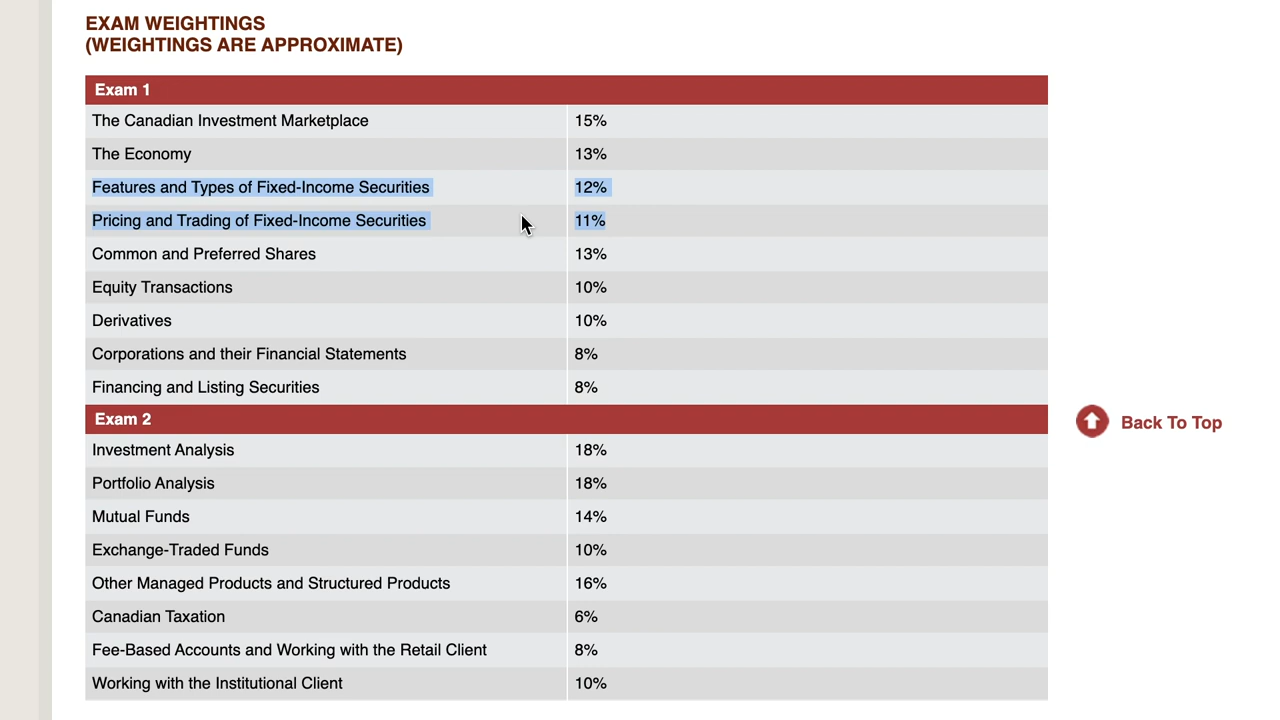 EXAM WEIGHTINGS
(WEIGHTINGS ARE APPROXIMATE)
Exam 1
The Canadian Investment Marketplace 15%
The Economy 13%
Features and Types of Fixed-Income Securities 12%
Pricing and Trading of Fixed-Income Securities 11%
Common and Preferred Shares 13%
Equity Transactions 10%
Derivatives 10%
Corporations and their Financial Statements 8%
Financing and Listing Securities 8%
Exam 2
Investment Analysis 18%
Portfolio Analysis 18%
Mutual Funds 14%
Exchange-Traded Funds 10%
Other Managed Products and Structured Products 16%
Canadian Taxation 6%
Fee-Based Accounts and Working with the Retail Client 8%
Working with the Institutional Client 10%
Back To Top